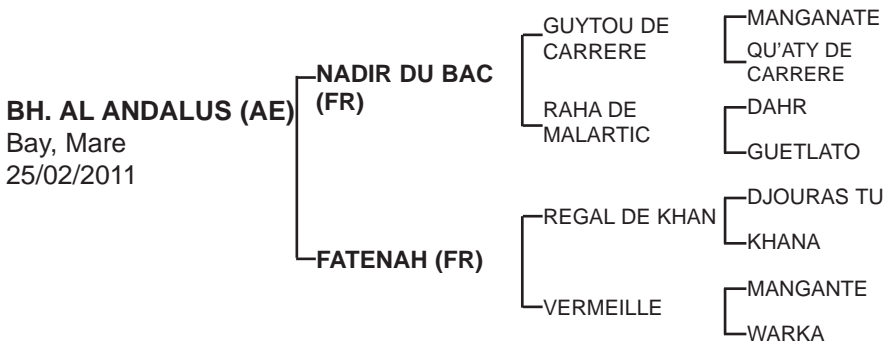 BH. AL ANDALUS (AE)
Bay, Mare
25/02/2011
NADIR DU BAC
(FR)
FATENAH (FR)
GUYTOU DE
CARRERE
RAHA DE
MALARTIC
REGAL DE KHAN
VERMEILLE
MANGANATE
QU'ATY DE
CARRERE
DAHR
GUETLATO
DJOURAS TU
KHANA
MANGANTE
WARKA